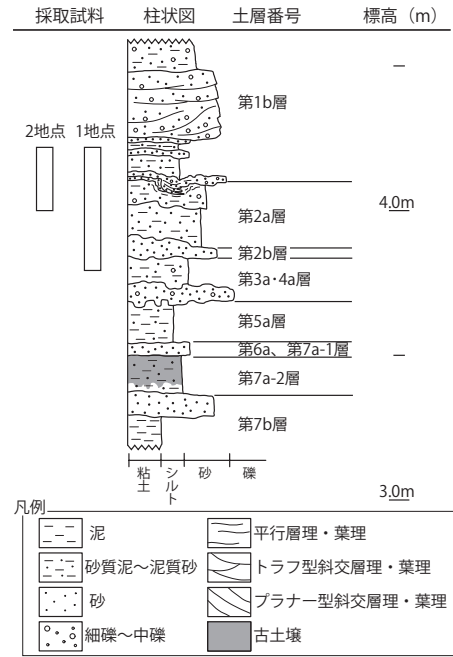 採取試料 柱状図 土層番号 標高（m）
第1b層
2地点 1地点
4.0m
第2a層
第2b層
第3a･4a層
第5a層
第6a、第7a-1層
第7a-2層
第7b層
粘土 シルト 砂 礫
3.0m
凡例
泥 平行層理・葉理
砂質泥～泥質砂 トラフ型斜交層理・葉理
砂 プラナー型斜交層理・葉理
細礫～中礫 古土壌